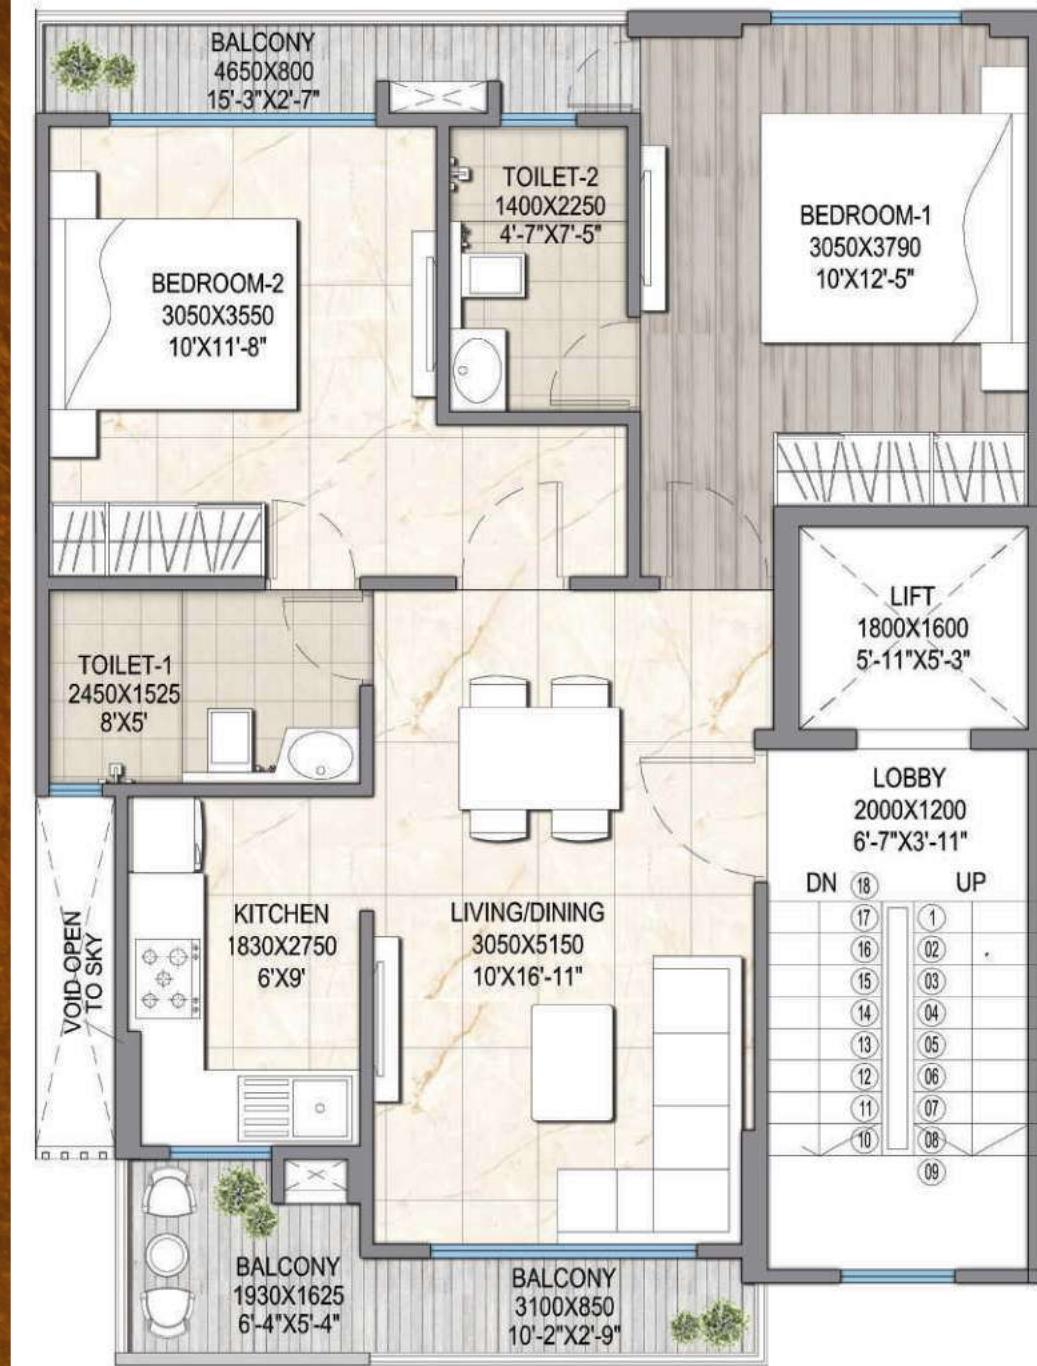 BALCONY
4650X800
15'-3"X2'-7"
TOILET-2
1400X2250
4'-7"X7'-5"
BEDROOM-1
3050X3790
10'X12'-5"
BEDROOM-2
3050X3550
10'X11'-8"
LIFT
1800X1600
5'-11"X5'-3"
TOILET-1
2450X1525
8'X5'
LOBBY
2000X1200
6'-7"X3'-11"
DN 18 UP
17 1
16 02
15 03
14 04
13 05
12 06
11 07
10 08
09
KITCHEN
1830X2750
6'X9'
LIVING/DINING
3050X5150
10'X16'-11"
VOID OPEN
TO SKY
BALCONY
1930X1625
6'-4"X5'-4"
BALCONY
3100X850
10'-2"X2'-9"